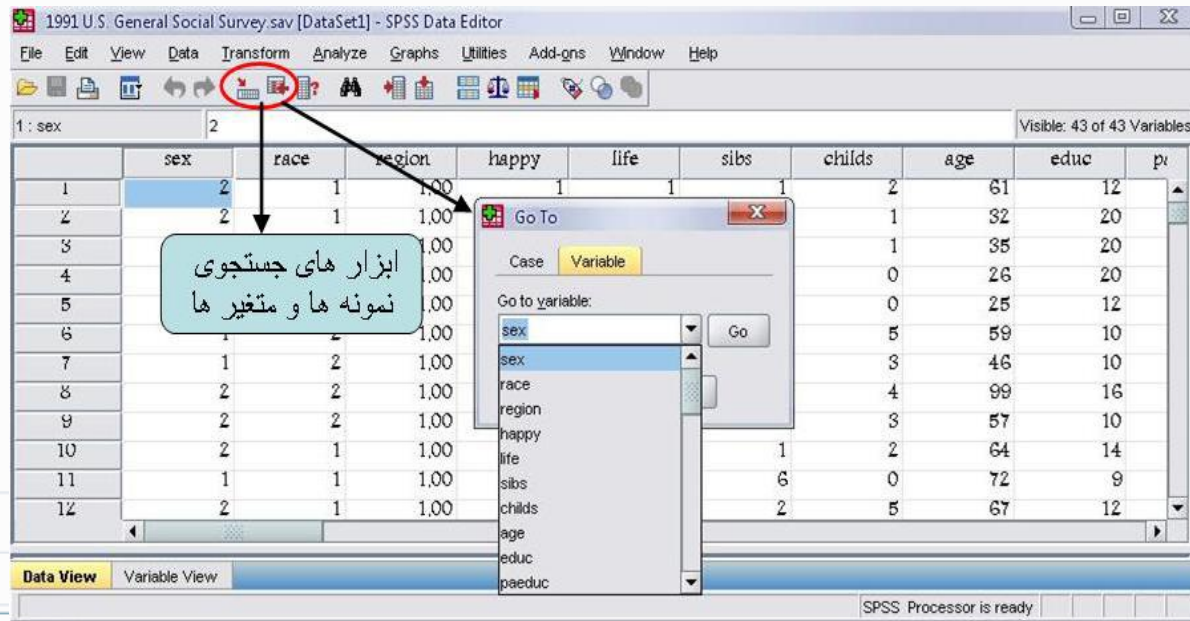 1991 U.S. General Social Survey.sav [DataSet1] - SPSS Data Editor
File Edit View Data Transform Analyze Graphs Utilities Add-ons Window Help
1 : sex 2 Visible: 43 of 43 Variables
sex race region happy life sibs childs age educ
1 2 1 1,00 1 1 1 2 61 12
2 2 1 1,00 1 32 20
3 1,00 1 35 20
4 1,00 0 26 20
5 1,00 0 25 12
6 1,00 5 59 10
7 1 2 1,00 3 46 10
8 2 2 1,00 4 99 16
9 2 2 1,00 3 57 10
10 2 1 1,00 1 2 64 14
11 1 1 1,00 6 0 72 9
12 2 1 1,00 2 5 67 12
ابزار های جستجوی
نمونه ها و متغیر ها
Go To
Case Variable
Go to variable:
sex Go
sex
race
region
happy
life
sibs
childs
age
educ
paeduc
Data View Variable View
SPSS Processor is ready